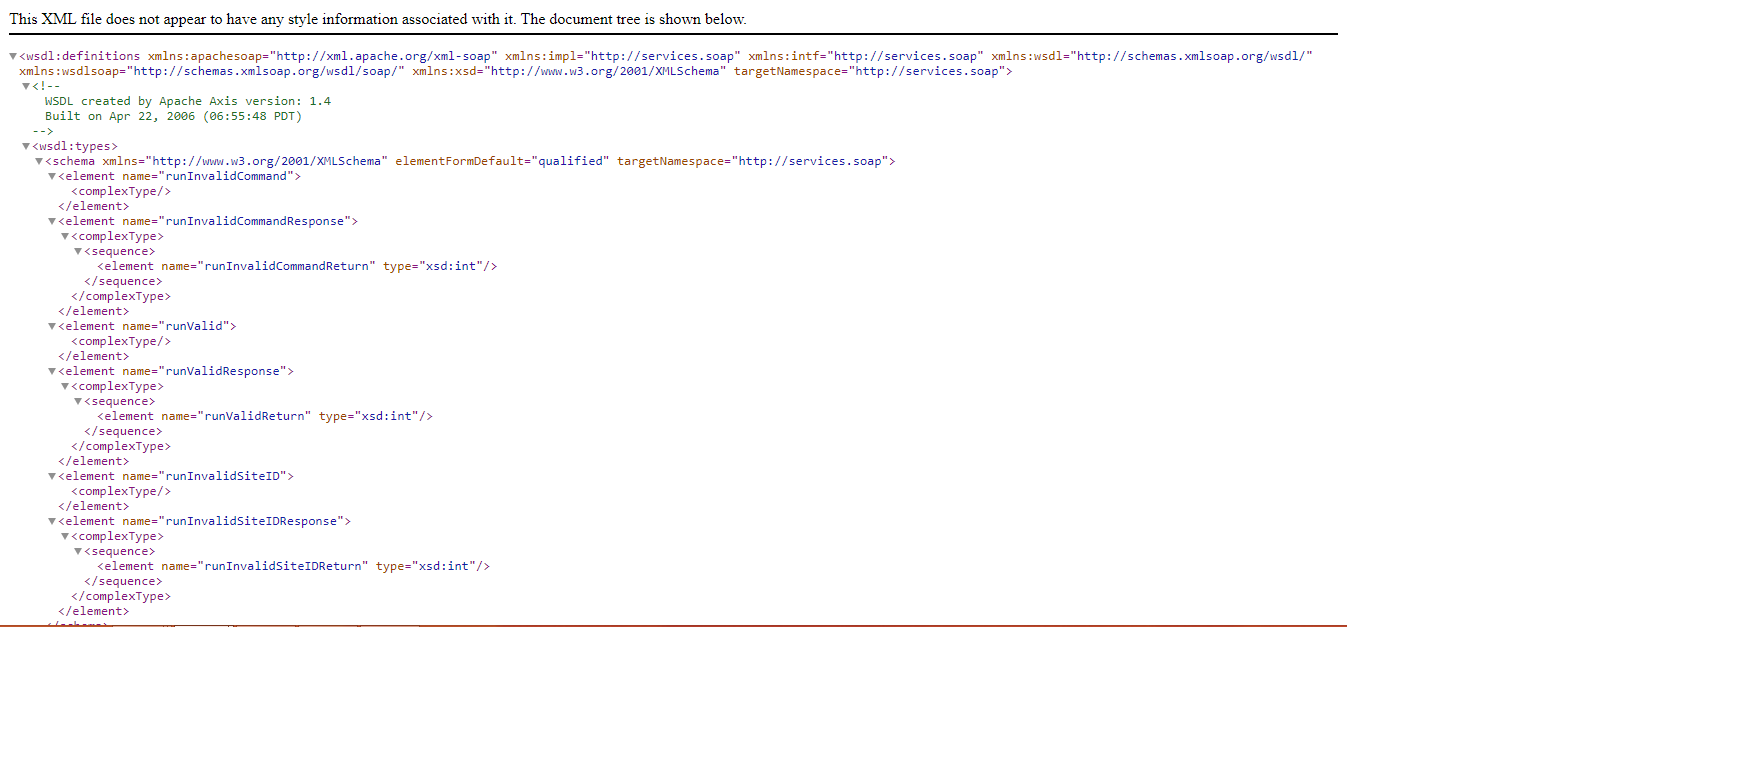 This XML file does not appear to have any style information associated with it. The document tree is shown below.
▼<wsdl:definitions xmlns:apachesoap="http://xml.apache.org/xml-soap" xmlns:impl="http://services.soap" xmlns:intf="http://services.soap" xmlns:wsdl="http://schemas.xmlsoap.org/wsdl/"
xmlns:wsdlsoap="http://schemas.xmlsoap.org/wsdl/soap/" xmlns:xsd="http://www.w3.org/2001/XMLSchema" targetNamespace="http://services.soap">
▼<!--
WSDL created by Apache Axis version: 1.4
Built on Apr 22, 2006 (06:55:48 PDT)
-->
▼<wsdl:types>
▼<schema xmlns="http://www.w3.org/2001/XMLSchema" elementFormDefault="qualified" targetNamespace="http://services.soap">
▼<element name="runInvalidCommand">
<complexType/>
</element>
▼<element name="runInvalidCommandResponse">
▼<complexType>
▼<sequence>
<element name="runInvalidCommandReturn" type="xsd:int"/>
</sequence>
</complexType>
</element>
▼<element name="runValid">
<complexType/>
</element>
▼<element name="runValidResponse">
▼<complexType>
▼<sequence>
<element name="runValidReturn" type="xsd:int"/>
</sequence>
</complexType>
</element>
▼<element name="runInvalidSiteID">
<complexType/>
</element>
▼<element name="runInvalidSiteIDResponse">
▼<complexType>
▼<sequence>
<element name="runInvalidSiteIDReturn" type="xsd:int"/>
</sequence>
</complexType>
</element>